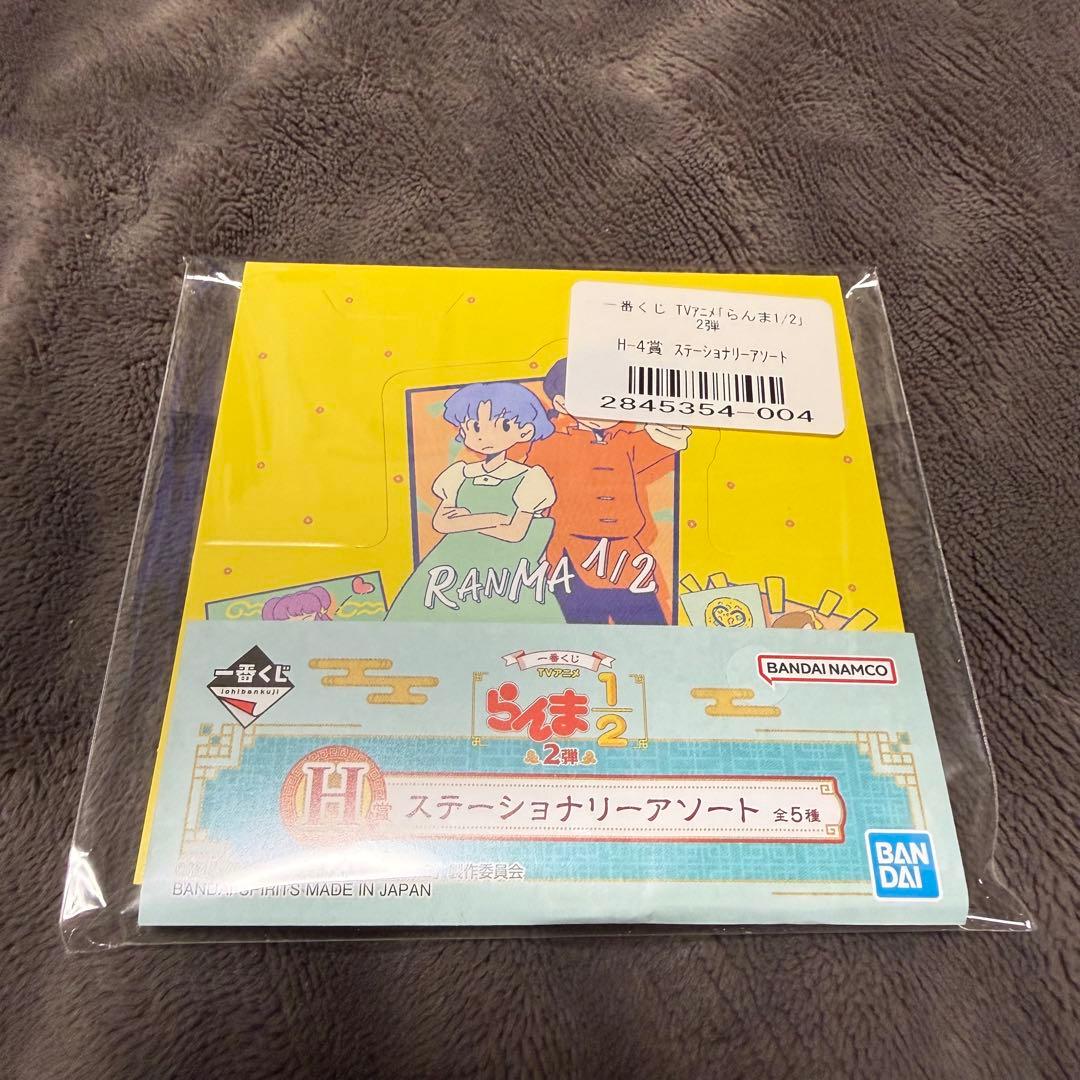 一番くじ TVアニメ「らんま1/2」
2弾
H-4賞 ステーショナリーアソート
2845354-004
RANMA 1/2
一番くじ
ichibankuji
一番くじ
TVアニメ
らんま1/2
2弾
BANDAI NAMCO
H賞 ステーショナリーアソート 全5種
製作委員会
BANDAI SPIRITS MADE IN JAPAN
BAN
DAI